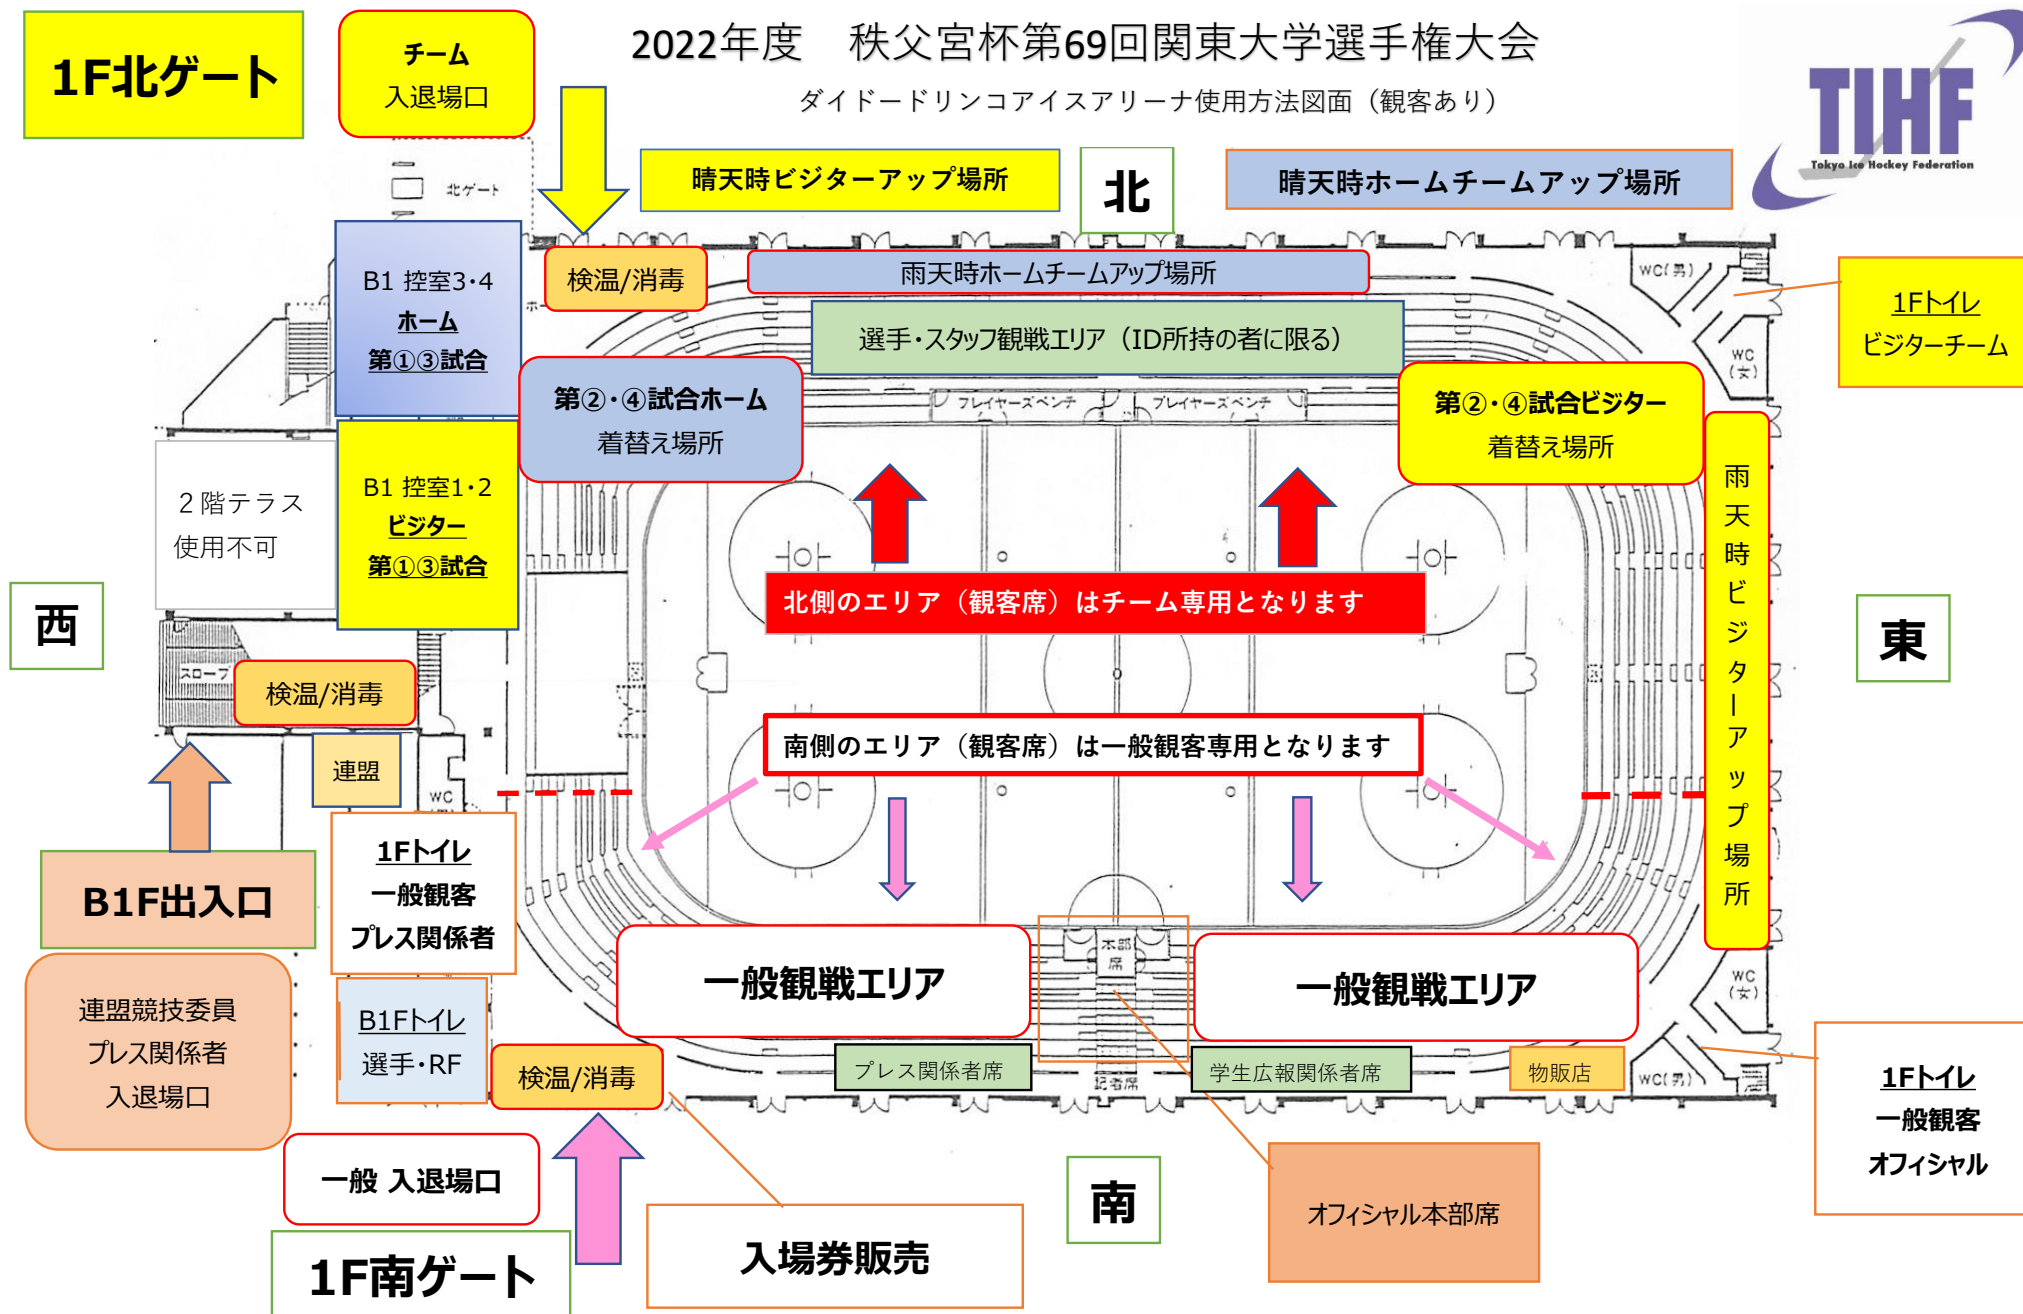 2022年度　秩父宮杯第69回関東大学選手権大会
ダイドードリンコアイスアリーナ使用方法図面（観客あり）
TIHF
Tokyo Ice Hockey Federation
1F北ゲート
チーム
入退場口
北ゲート
晴天時ビジターアップ場所
北
晴天時ホームチームアップ場所
B1 控室3・4
ホーム
第①③試合
検温/消毒
雨天時ホームチームアップ場所
WC(男)
1Fトイレ
ビジターチーム
選手・スタッフ観戦エリア（ID所持の者に限る）
WC
(女)
第②・④試合ホーム
着替え場所
プレイヤーズベンチ
プレイヤーズベンチ
第②・④試合ビジター
着替え場所
２階テラス
使用不可
B1 控室1・2
ビジター
第①③試合
雨天時ビジターアップ場所
北側のエリア（観客席）はチーム専用となります
西
東
スロープ
検温/消毒
南側のエリア（観客席）は一般観客専用となります
連盟
WC
B1F出入口
1Fトイレ
一般観客
プレス関係者
連盟競技委員
プレス関係者
入退場口
B1Fトイレ
選手・RF
一般観戦エリア
本部
席
一般観戦エリア
WC
(女)
検温/消毒
プレス関係者席
記者席
学生広報関係者席
物販店
WC(男)
1Fトイレ
一般観客
オフィシャル
一般 入退場口
1F南ゲート
入場券販売
南
オフィシャル本部席